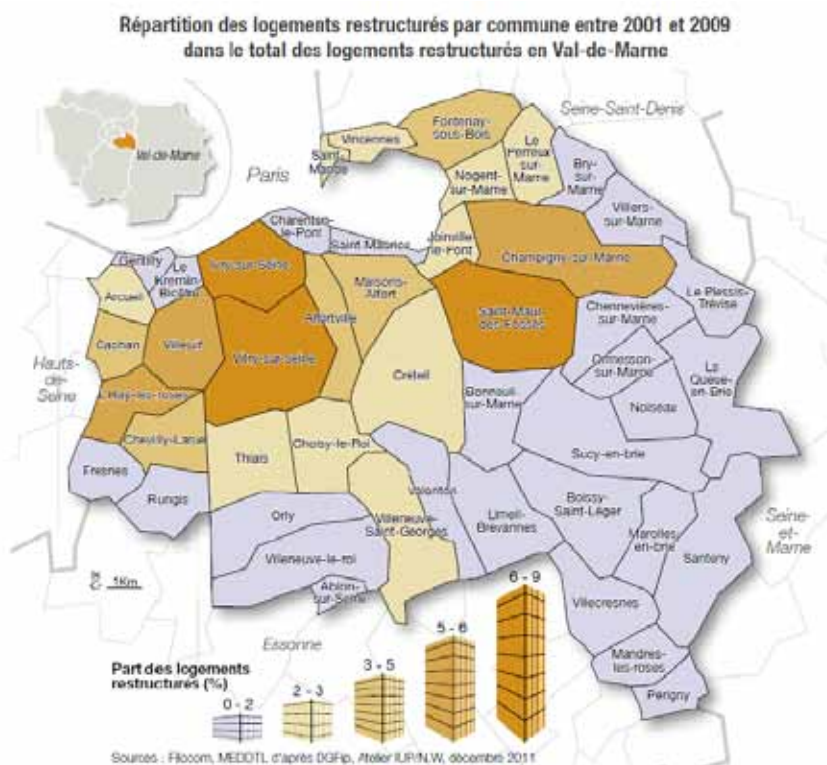 Répartition des logements restructurés par commune entre 2001 et 2009
dans le total des logements restructurés en Val-de-Marne
Val-de-Marne
Seine-Saint-Denis
Paris
Hauts-
de-
Seine
Seine-
et-
Marne
Essonne
Vincennes
Saint-
Mandé
Fontenay-
sous-Bois
Le
Perreux
sur-
Marne
Nogent-
sur-Marne
Bry-
sur-
Marne
Villiers-
sur-Marne
Charenton-
le-Pont
Saint-Maurice
Joinville-
le-Pont
Champigny-sur-Marne
Gentilly
Le
Kremlin-
Bicêtre
Ivry-sur-Seine
Maisons-
Alfort
Alfortville
Saint-Maur
des-Fossés
Chennevières-
sur-Marne
Le Plessis-
Trévise
Arcueil
Cachan
Villejuif
Vitry-sur-seine
Créteil
Ormesson-
sur-Marne
La
Queue-
en-Brie
Noiseau
Bonneuil-
sur-Marne
Sucy-en-brie
L'Haÿ-les-roses
Chevilly-Larue
Thiais
Choisy-le-Roi
Fresnes
Rungis
Orly
Valenton
Villeneuve-
Saint-Georges
Limeil-
Brévannes
Boissy-
Saint-Léger
Marolles-
en-brie
Santeny
Villeneuve-le-roi
Ablon-
sur-Seine
Villecresnes
Mandres-
les-roses
Périgny
1Km
Part des logements
restructurés (%)
0 - 2
2 - 3
3 - 5
5 - 6
6 - 9
Sources : Filocom, MEDDTL d'après DGFip, Atelier IUP/N.W, décembre 2011